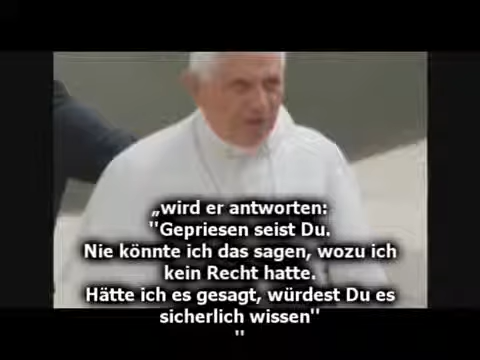 „wird er antworten:
"Gepriesen seist Du.
Nie könnte ich das sagen, wozu ich
kein Recht hatte.
Hätte ich es gesagt, würdest Du es
sicherlich wissen"
"